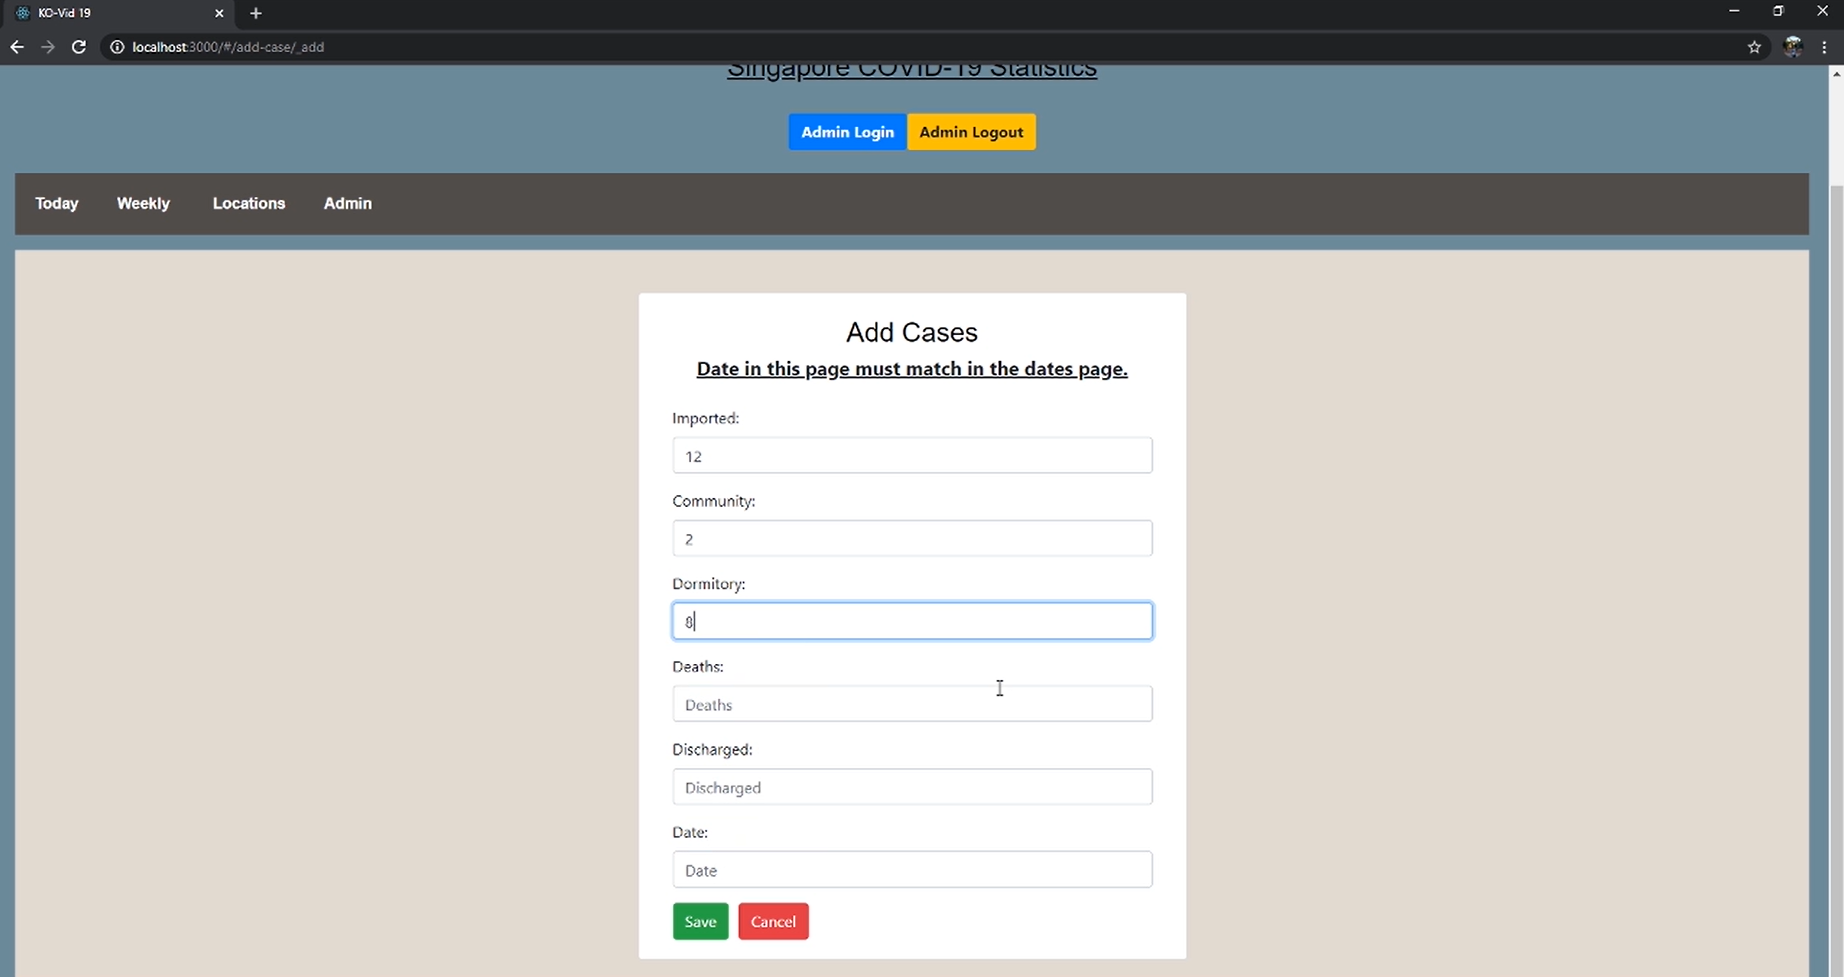 KO-Vid 19
localhost:3000/#/add-case/_add
Singapore COVID-19 Statistics
Admin Login Admin Logout
Today Weekly Locations Admin
Add Cases
Date in this page must match in the dates page.
Imported:
12
Community:
2
Dormitory:
8
Deaths:
Deaths
Discharged:
Discharged
Date:
Date
Save Cancel